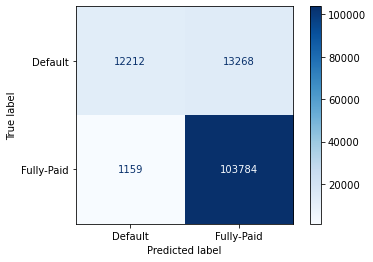 100000
Default
12212
13268
80000
True label
60000
40000
Fully-Paid
1159
103784
20000
Default
Fully-Paid
Predicted label